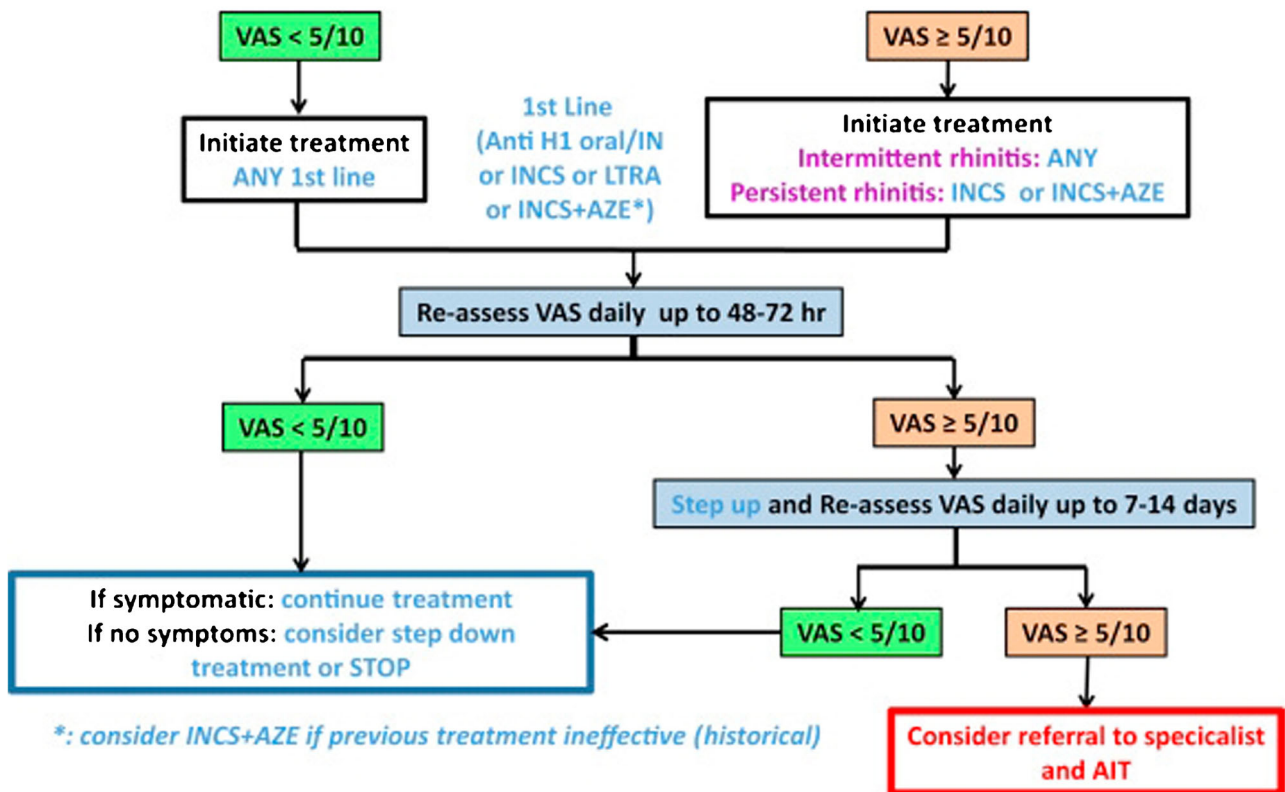 VAS < 5/10
VAS ≥ 5/10
Initiate treatment
ANY 1st line
1st Line
(Anti H1 oral/IN
or INCS or LTRA
or INCS+AZE*)
Initiate treatment
Intermittent rhinitis: ANY
Persistent rhinitis: INCS or INCS+AZE
Re-assess VAS daily up to 48-72 hr
VAS < 5/10
VAS ≥ 5/10
Step up and Re-assess VAS daily up to 7-14 days
If symptomatic: continue treatment
If no symptoms: consider step down
treatment or STOP
VAS < 5/10
VAS ≥ 5/10
*: consider INCS+AZE if previous treatment ineffective (historical)
Consider referral to specicalist
and AIT